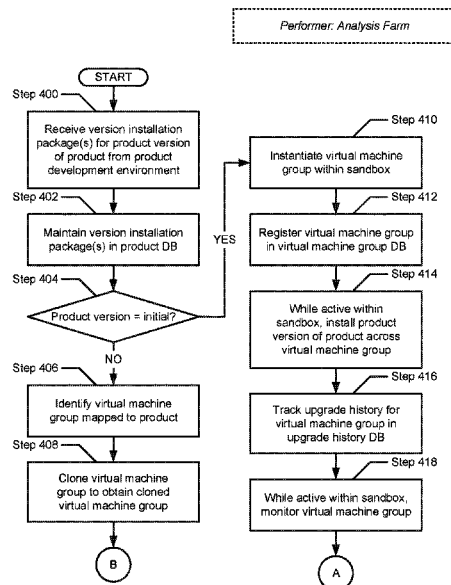 Performer: Analysis Farm
START
Step 400
Receive version installation
package(s) for product version
of product from product
development environment
Step 402
Maintain version installation
package(s) in product DB
Step 404
Product version = initial?
YES
NO
Step 406
Identify virtual machine
group mapped to product
Step 408
Clone virtual machine
group to obtain cloned
virtual machine group
B
Step 410
Instantiate virtual machine
group within sandbox
Step 412
Register virtual machine group
in virtual machine group DB
Step 414
While active within
sandbox, install product
version of product across
virtual machine group
Step 416
Track upgrade history for
virtual machine group in
upgrade history DB
Step 418
While active within sandbox,
monitor virtual machine group
A